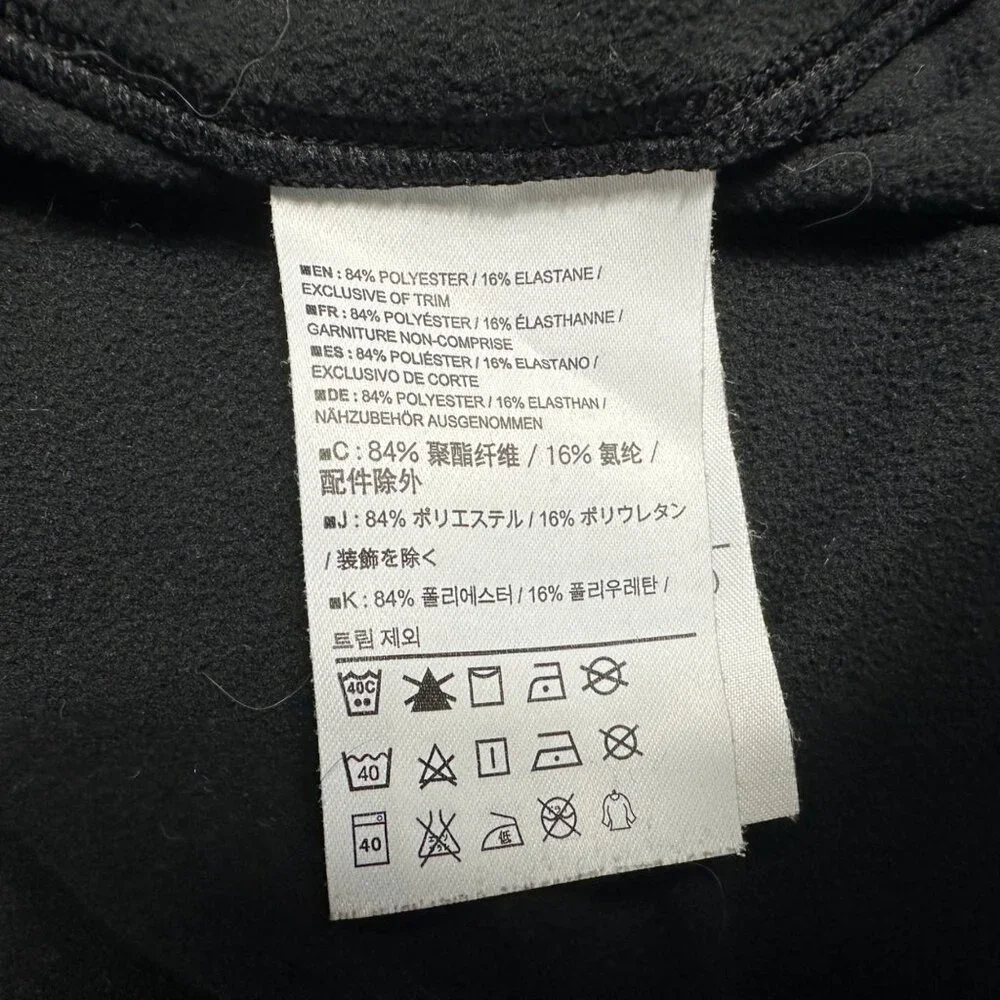 EN : 84% POLYESTER / 16% ELASTANE /
EXCLUSIVE OF TRIM
FR : 84% POLYÉSTER / 16% ÉLASTHANNE /
GARNITURE NON-COMPRISE
ES : 84% POLIÉSTER / 16% ELASTANO /
EXCLUSIVO DE CORTE
DE : 84% POLYESTER / 16% ELASTHAN /
NÄHZUBEHÖR AUSGENOMMEN
C : 84% 聚酯纤维 / 16% 氨纶 /
配件除外
J : 84% ポリエステル / 16% ポリウレタン
/ 装飾を除く
K : 84% 폴리에스터 / 16% 폴리우레탄 /
트림 제외
40C
40
40 低